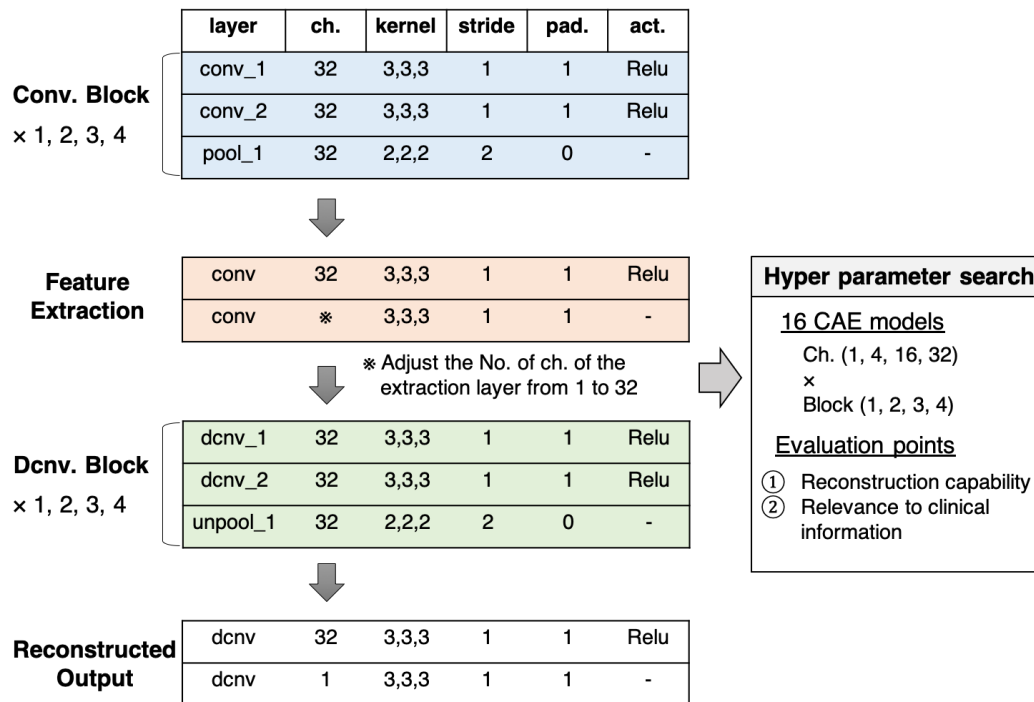 layer ch. kernel stride pad. act.
Conv. Block
× 1, 2, 3, 4
conv_1 32 3,3,3 1 1 Relu
conv_2 32 3,3,3 1 1 Relu
pool_1 32 2,2,2 2 0 -
Feature
Extraction
conv 32 3,3,3 1 1 Relu
conv ※ 3,3,3 1 1 -
※ Adjust the No. of ch. of the
extraction layer from 1 to 32
Dcnv. Block
× 1, 2, 3, 4
dcnv_1 32 3,3,3 1 1 Relu
dcnv_2 32 3,3,3 1 1 Relu
unpool_1 32 2,2,2 2 0 -
Reconstructed
Output
dcnv 32 3,3,3 1 1 Relu
dcnv 1 3,3,3 1 1 -
Hyper parameter search
16 CAE models
Ch. (1, 4, 16, 32)
×
Block (1, 2, 3, 4)
Evaluation points
① Reconstruction capability
② Relevance to clinical
information